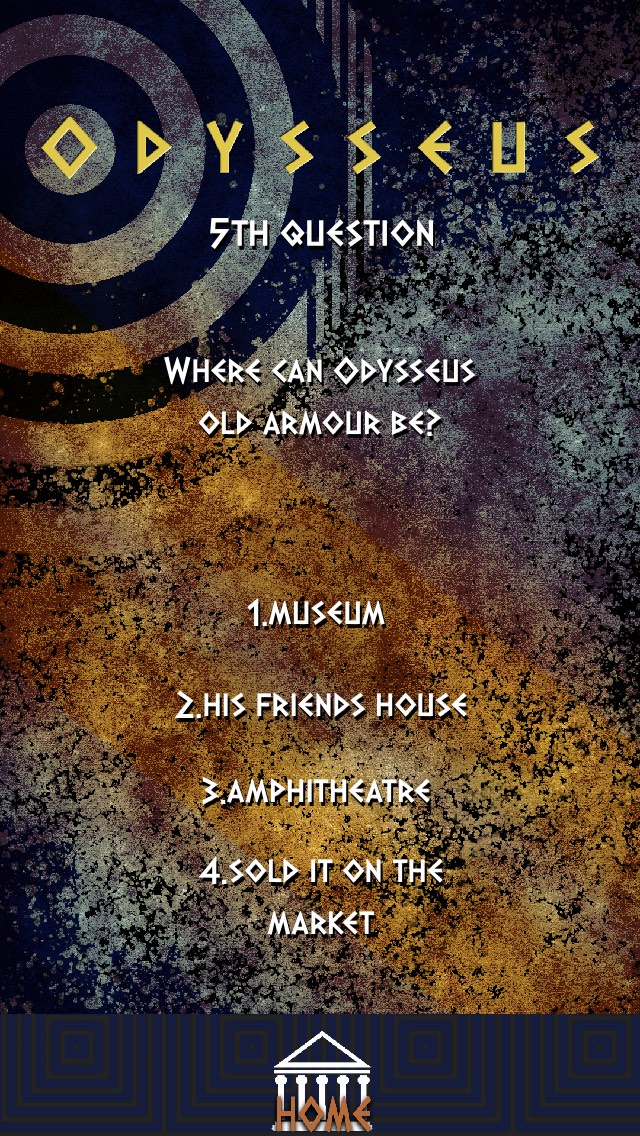 ODYSSEUS
5TH QUESTION
WHERE CAN ODYSSEUS
OLD ARMOUR BE?
1.MUSEUM
2.HIS FRIENDS HOUSE
3.AMPHITHEATRE
4.SOLD IT ON THE
MARKET
HOME